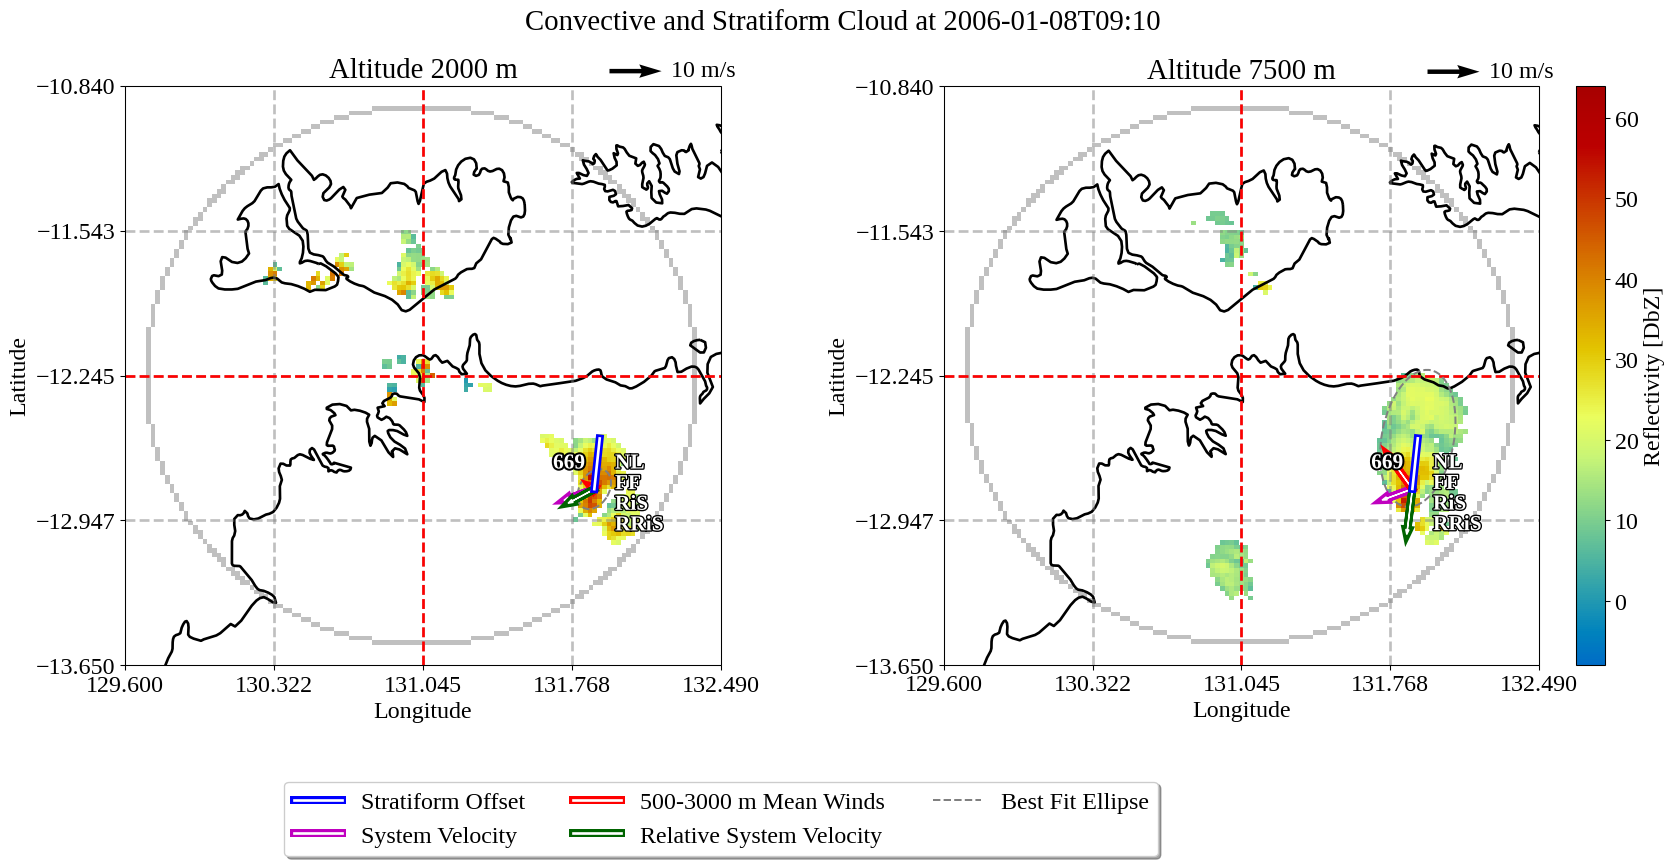 Convective and Stratiform Cloud at 2006-01-08T09:10
Altitude 2000 m
10 m/s
Altitude 7500 m
10 m/s
−10.840
−11.543
−12.245
−12.947
−13.650
Latitude
129.600
130.322
131.045
131.768
132.490
Longitude
669
NL
FF
RiS
RRiS
−10.840
−11.543
−12.245
−12.947
−13.650
Latitude
129.600
130.322
131.045
131.768
132.490
Longitude
669
NL
FF
RiS
RRiS
60
50
40
30
20
10
0
Reflectivity [DbZ]
Stratiform Offset
System Velocity
500-3000 m Mean Winds
Relative System Velocity
Best Fit Ellipse